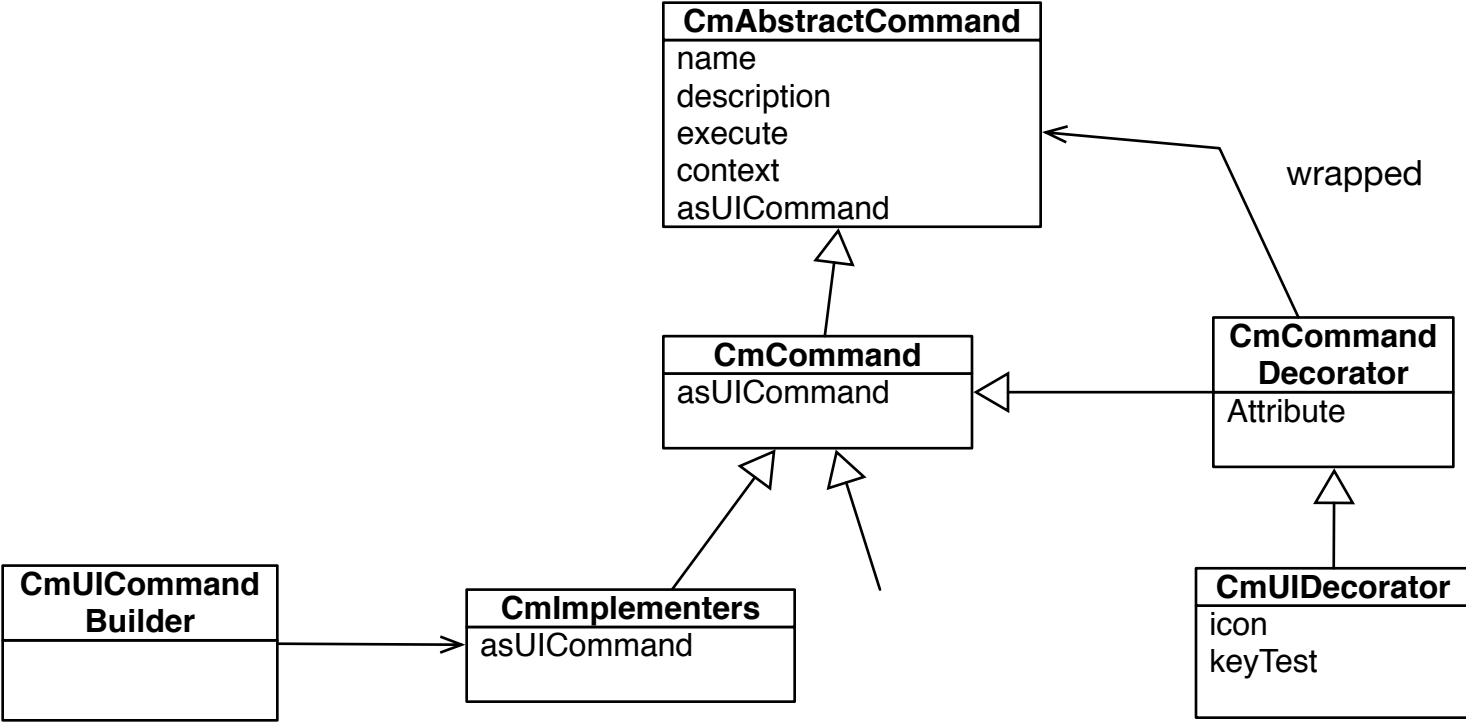 CmAbstractCommand
name
description
execute
context
asUICommand
wrapped
CmCommand
asUICommand
CmCommand
Decorator
Attribute
CmUICommand
Builder
CmImplementers
asUICommand
CmUIDecorator
icon
keyTest